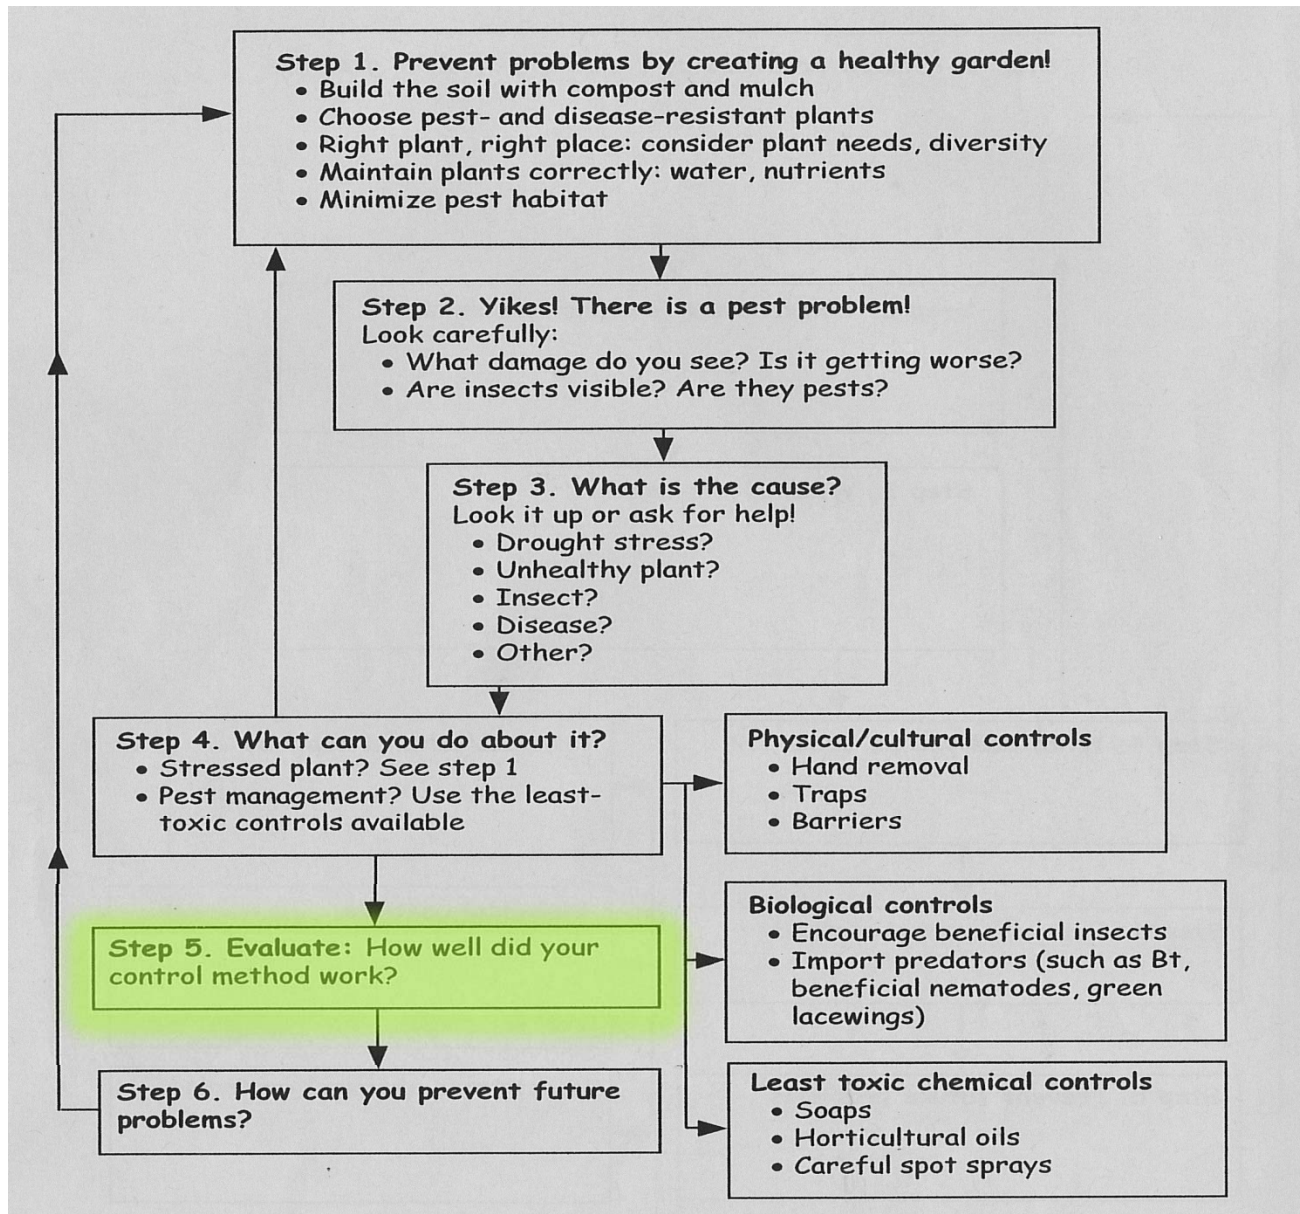 Step 1. Prevent problems by creating a healthy garden!
• Build the soil with compost and mulch
• Choose pest- and disease-resistant plants
• Right plant, right place: consider plant needs, diversity
• Maintain plants correctly: water, nutrients
• Minimize pest habitat
Step 2. Yikes! There is a pest problem!
Look carefully:
• What damage do you see? Is it getting worse?
• Are insects visible? Are they pests?
Step 3. What is the cause?
Look it up or ask for help!
• Drought stress?
• Unhealthy plant?
• Insect?
• Disease?
• Other?
Step 4. What can you do about it?
• Stressed plant? See step 1
• Pest management? Use the least-
toxic controls available
Physical/cultural controls
• Hand removal
• Traps
• Barriers
Biological controls
• Encourage beneficial insects
• Import predators (such as Bt,
beneficial nematodes, green
lacewings)
Step 5. Evaluate: How well did your
control method work?
Least toxic chemical controls
• Soaps
• Horticultural oils
• Careful spot sprays
Step 6. How can you prevent future
problems?